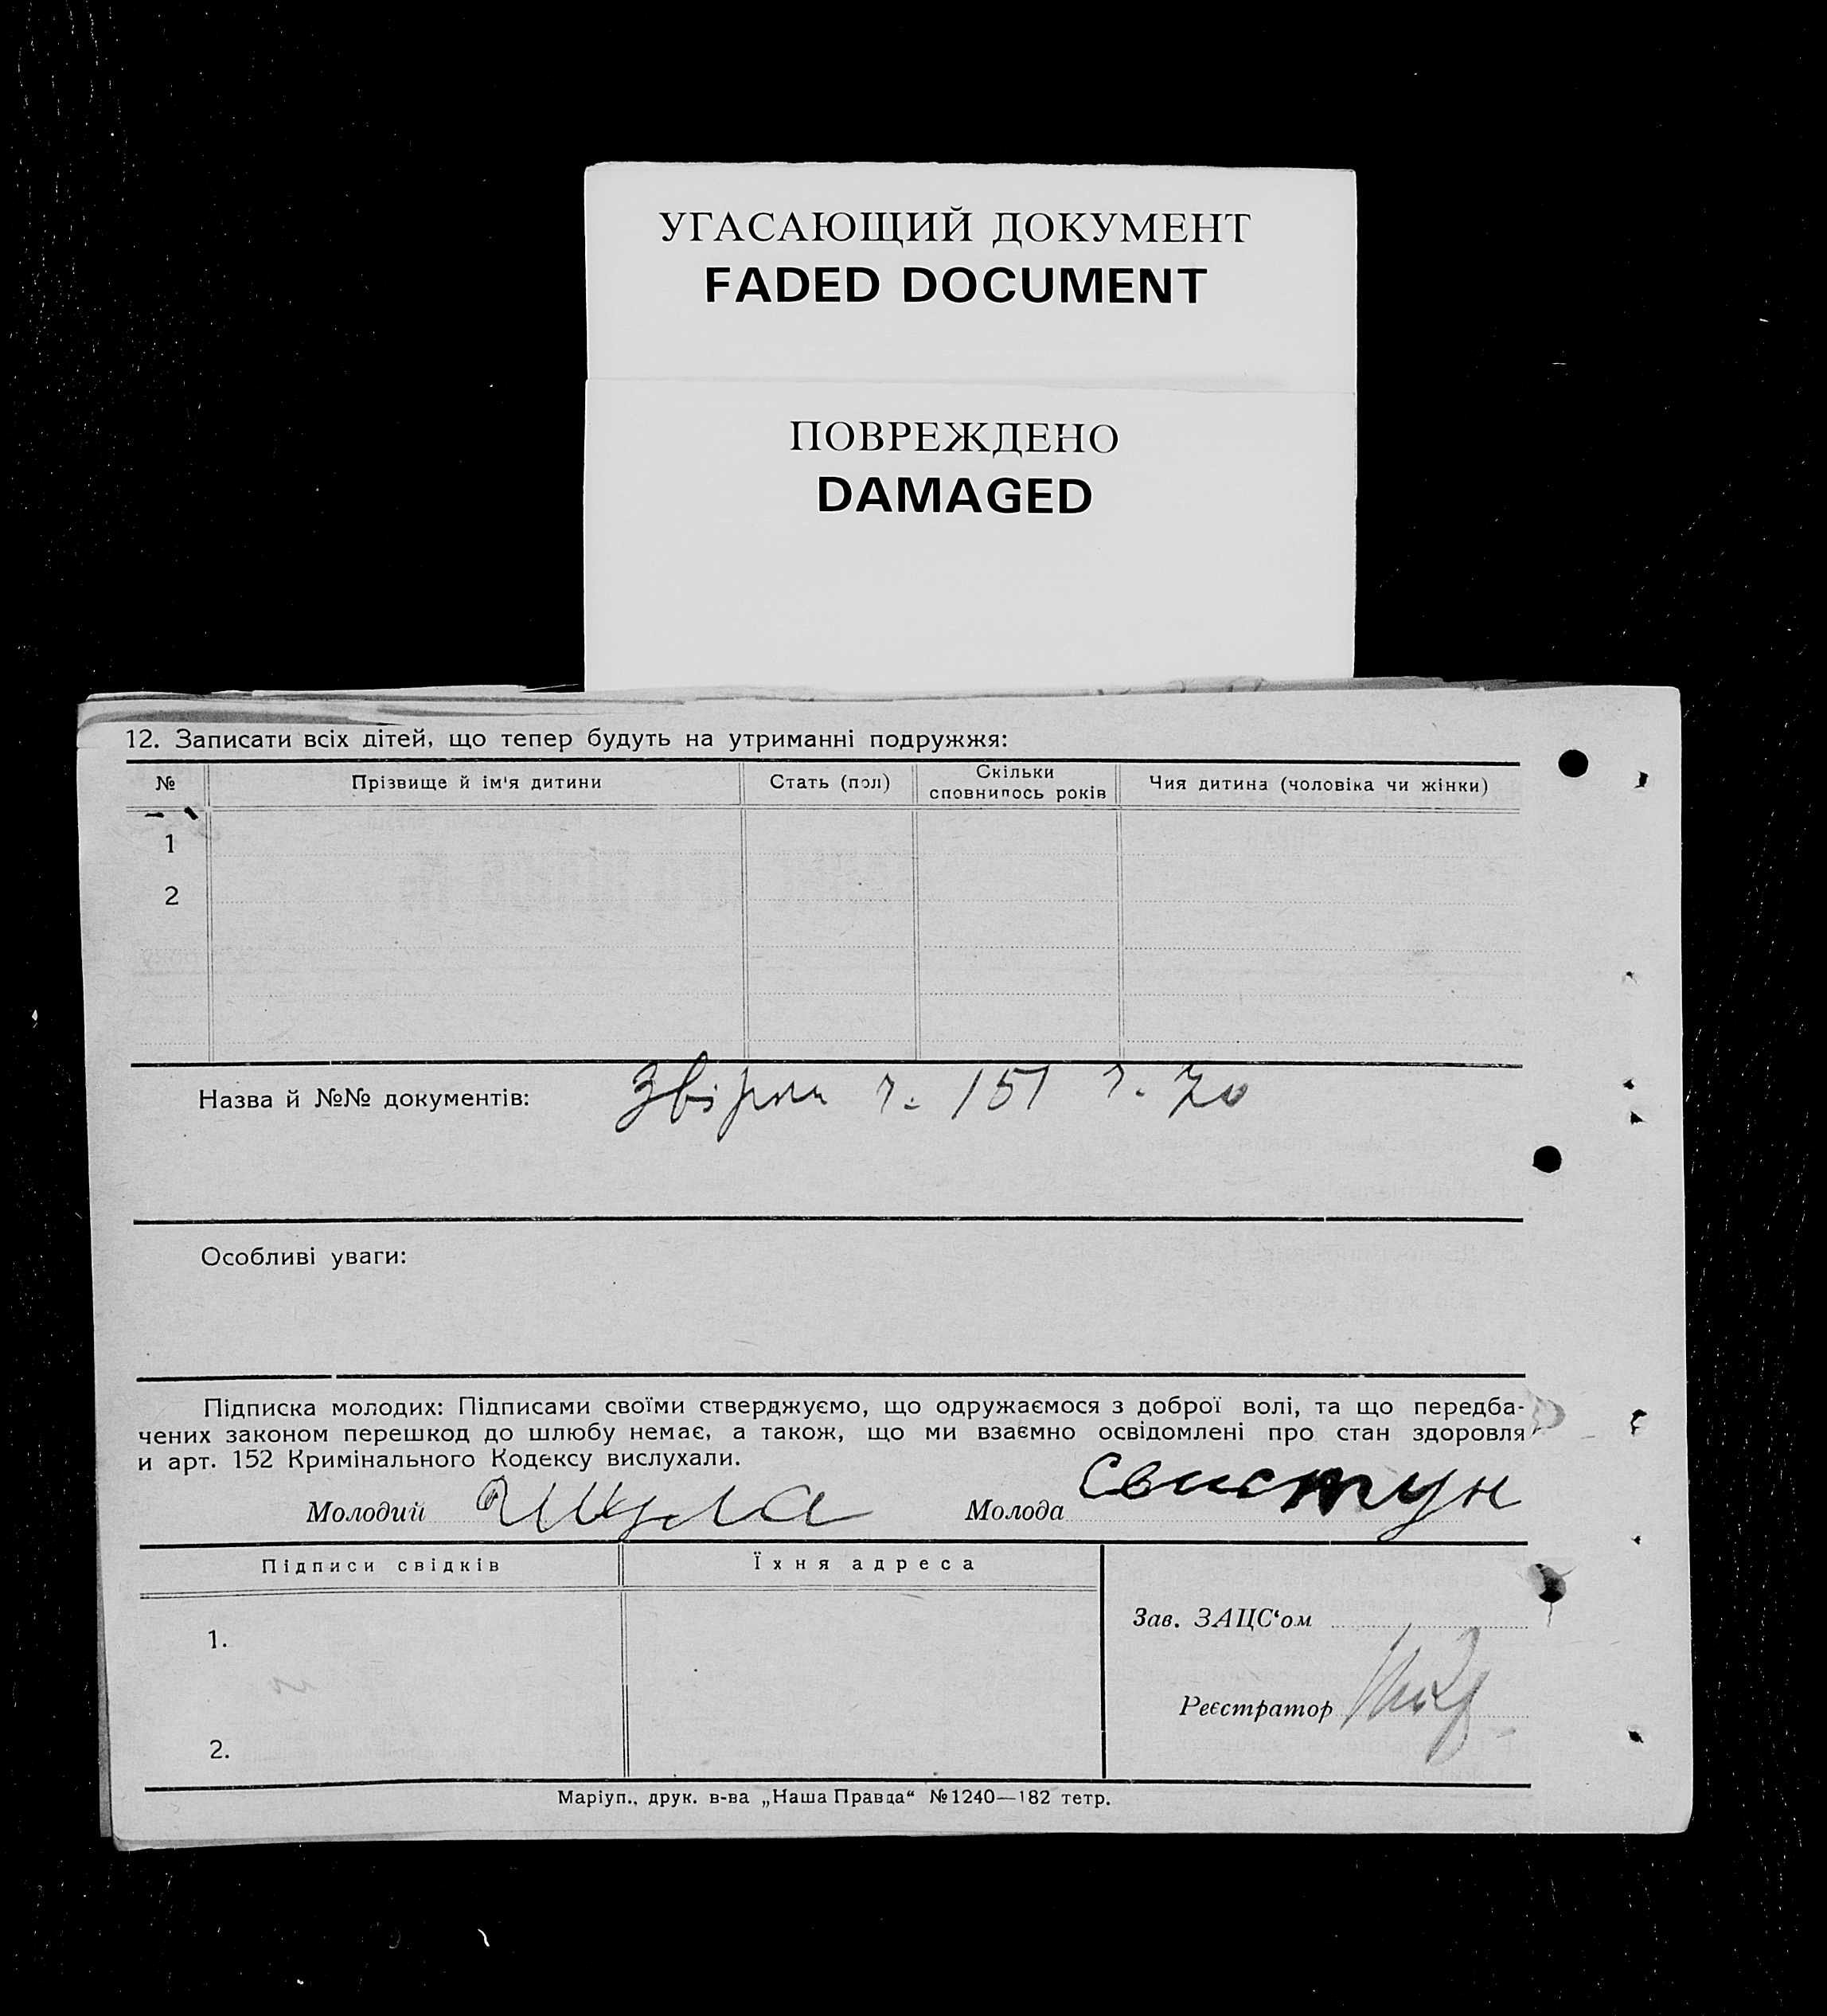 УГАСАЮЩИЙ ДОКУМЕНТ
FADED DOCUMENT
ПОВРЕЖДЕНО
DAMAGED
12. Записати всіх дітей, що тепер будуть на утриманні подружжя:
№ Прізвище й ім'я дитини Стать (пол) Скільки сповнилось років Чия дитина (чоловіка чи жінки)
1
2
Назва й №№ документів: 151
Особливі уваги:
Підписка молодих: Підписами своїми стверджуємо, що одружаємося з доброї волі, та що передба-
чених законом перешкод до шлюбу немає, а також, що ми взаємно освідомлені про стан здоровля
и арт. 152 Кримінального Кодексу вислухали.
Молодий Молода Свистун
Підписи свідків Їхня адреса
Зав. ЗАЦС‘ом
1.
Реєстратор
2.
Маріуп., друк. в-ва „Наша Правда“ №1240—182 тетр.